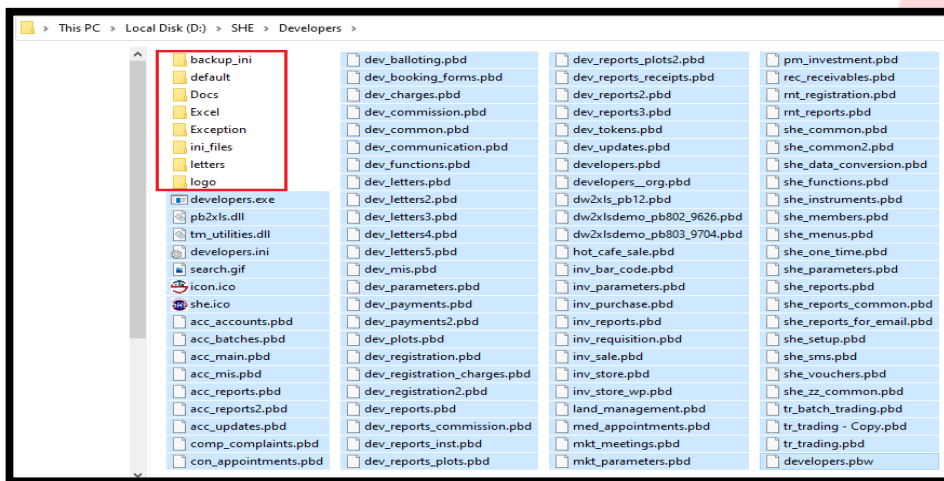 This PC > Local Disk (D:) > SHE > Developers >
backup_ini
default
Docs
Excel
Exception
ini_files
letters
logo
developers.exe
pb2xls.dll
tm_utilities.dll
developers.ini
search.gif
icon.ico
she.ico
acc_accounts.pbd
acc_batches.pbd
acc_main.pbd
acc_mis.pbd
acc_reports.pbd
acc_reports2.pbd
acc_updates.pbd
comp_complaints.pbd
con_appointments.pbd
dev_balloting.pbd
dev_booking_forms.pbd
dev_charges.pbd
dev_commission.pbd
dev_common.pbd
dev_communication.pbd
dev_functions.pbd
dev_letters.pbd
dev_letters2.pbd
dev_letters3.pbd
dev_letters4.pbd
dev_letters5.pbd
dev_mis.pbd
dev_parameters.pbd
dev_payments.pbd
dev_payments2.pbd
dev_plots.pbd
dev_registration.pbd
dev_registration_charges.pbd
dev_registration2.pbd
dev_reports.pbd
dev_reports_commission.pbd
dev_reports_inst.pbd
dev_reports_plots.pbd
dev_reports_plots2.pbd
dev_reports_receipts.pbd
dev_reports2.pbd
dev_reports3.pbd
dev_tokens.pbd
dev_updates.pbd
developers.pbd
developers__org.pbd
dw2xls_pb12.pbd
dw2xlsdemo_pb802_9626.pbd
dw2xlsdemo_pb803_9704.pbd
hot_cafe_sale.pbd
inv_bar_code.pbd
inv_parameters.pbd
inv_purchase.pbd
inv_reports.pbd
inv_requisition.pbd
inv_sale.pbd
inv_store.pbd
inv_store_wp.pbd
land_management.pbd
med_appointments.pbd
mkt_meetings.pbd
mkt_parameters.pbd
pm_investment.pbd
rec_receivables.pbd
rnt_registration.pbd
rnt_reports.pbd
she_common.pbd
she_common2.pbd
she_data_conversion.pbd
she_functions.pbd
she_instruments.pbd
she_members.pbd
she_menus.pbd
she_one_time.pbd
she_parameters.pbd
she_reports.pbd
she_reports_common.pbd
she_reports_for_email.pbd
she_setup.pbd
she_sms.pbd
she_vouchers.pbd
she_zz_common.pbd
tr_batch_trading.pbd
tr_trading - Copy.pbd
tr_trading.pbd
developers.pbw